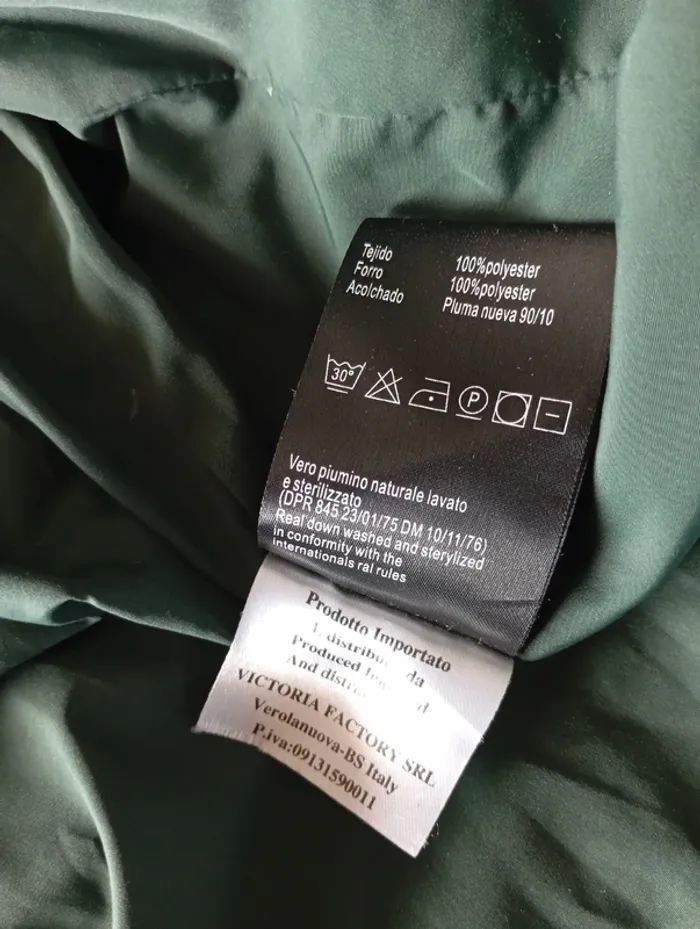 Tejido 100%polyester
Forro 100%polyester
Acolchado Pluma nueva 90/10
30° P
Vero piumino naturale lavato
e sterilizzato
(DPR 845 23/01/75 DM 10/11/76)
Real down washed and sterylized
in conformity with the
internationals ral rules
Prodotto Importato
Produced
And
VICTORIA FACTORY SRL
Verolanuova-BS Italy
P.iva:09131590011